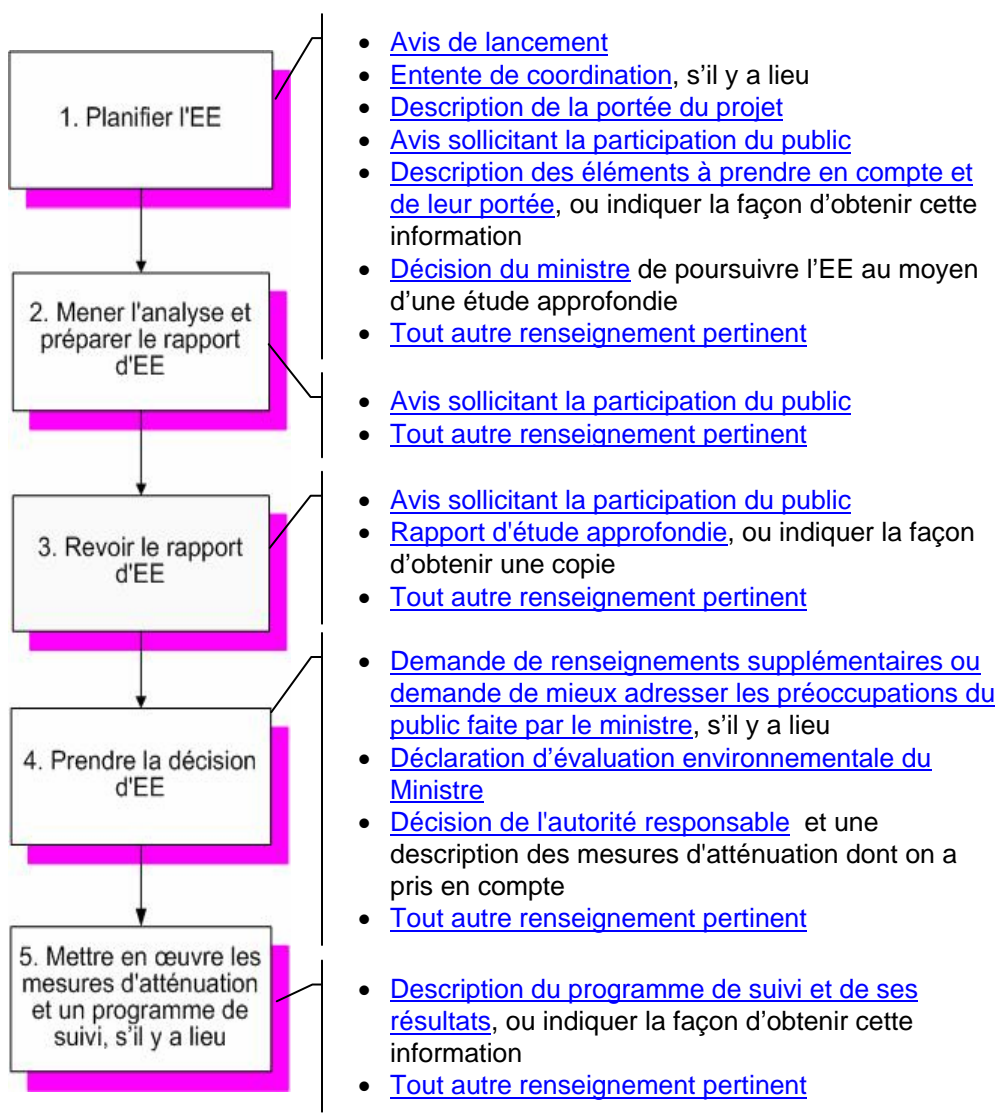 1. Planifier l'EE
• Avis de lancement
• Entente de coordination, s’il y a lieu
• Description de la portée du projet
• Avis sollicitant la participation du public
• Description des éléments à prendre en compte et
de leur portée, ou indiquer la façon d’obtenir cette
information
• Décision du ministre de poursuivre l’EE au moyen
d’une étude approfondie
• Tout autre renseignement pertinent
2. Mener l'analyse et
préparer le rapport
d'EE
• Avis sollicitant la participation du public
• Tout autre renseignement pertinent
3. Revoir le rapport
d'EE
• Avis sollicitant la participation du public
• Rapport d'étude approfondie, ou indiquer la façon
d’obtenir une copie
• Tout autre renseignement pertinent
4. Prendre la décision
d'EE
• Demande de renseignements supplémentaires ou
demande de mieux adresser les préoccupations du
public faite par le ministre, s’il y a lieu
• Déclaration d’évaluation environnementale du
Ministre
• Décision de l'autorité responsable et une
description des mesures d'atténuation dont on a
pris en compte
• Tout autre renseignement pertinent
5. Mettre en œuvre les
mesures d'atténuation
et un programme de
suivi, s’il y a lieu
• Description du programme de suivi et de ses
résultats, ou indiquer la façon d’obtenir cette
information
• Tout autre renseignement pertinent